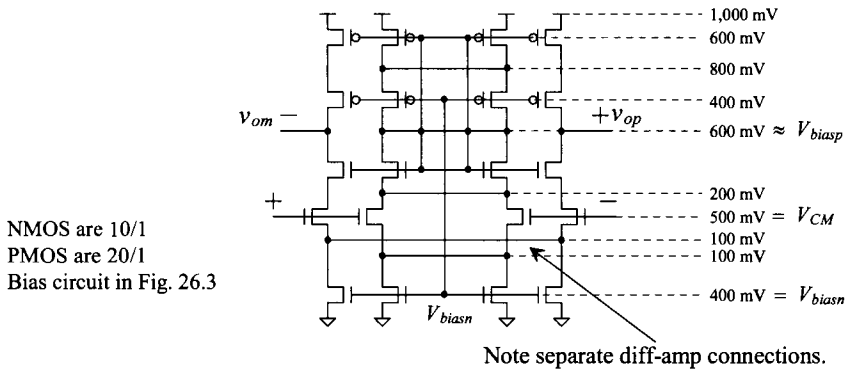 1,000 mV
600 mV
800 mV
400 mV
v_om − +v_op
600 mV ≈ V_biasp
200 mV
+ − 500 mV = V_CM
100 mV
100 mV
V_biasn 400 mV = V_biasn
NMOS are 10/1
PMOS are 20/1
Bias circuit in Fig. 26.3
Note separate diff-amp connections.